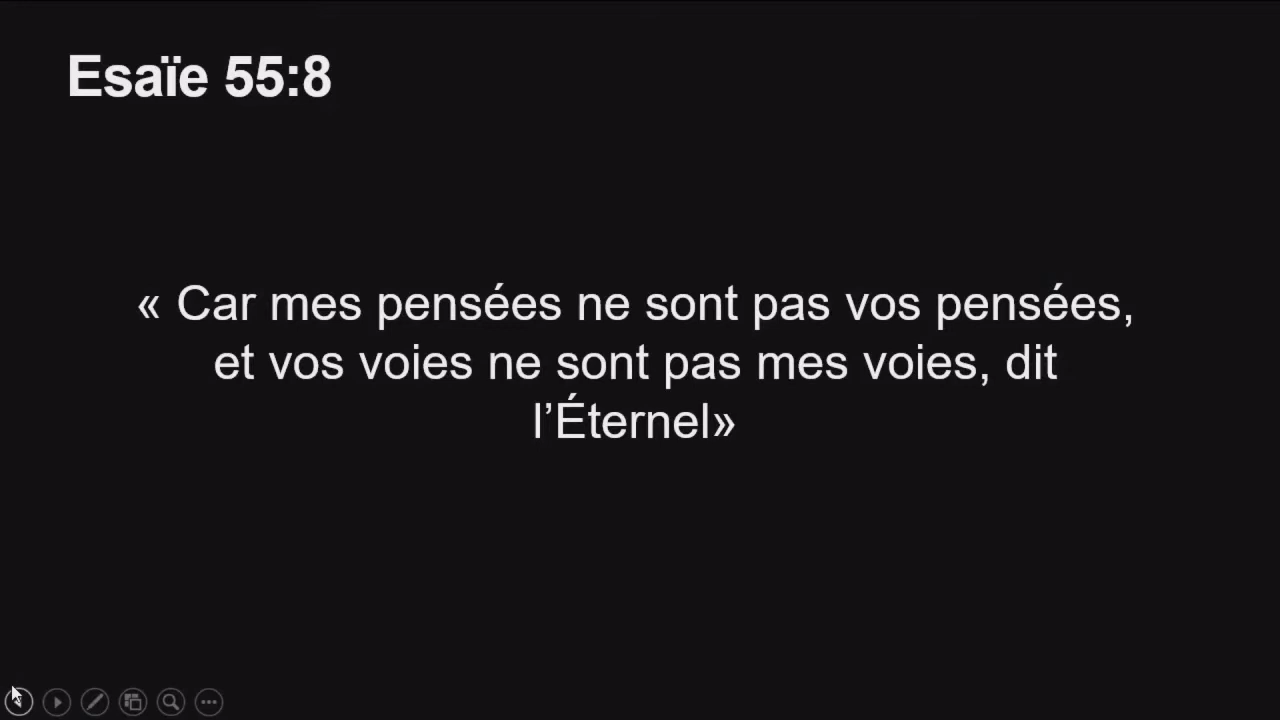 Esaïe 55:8
« Car mes pensées ne sont pas vos pensées,
et vos voies ne sont pas mes voies, dit
l’Éternel»